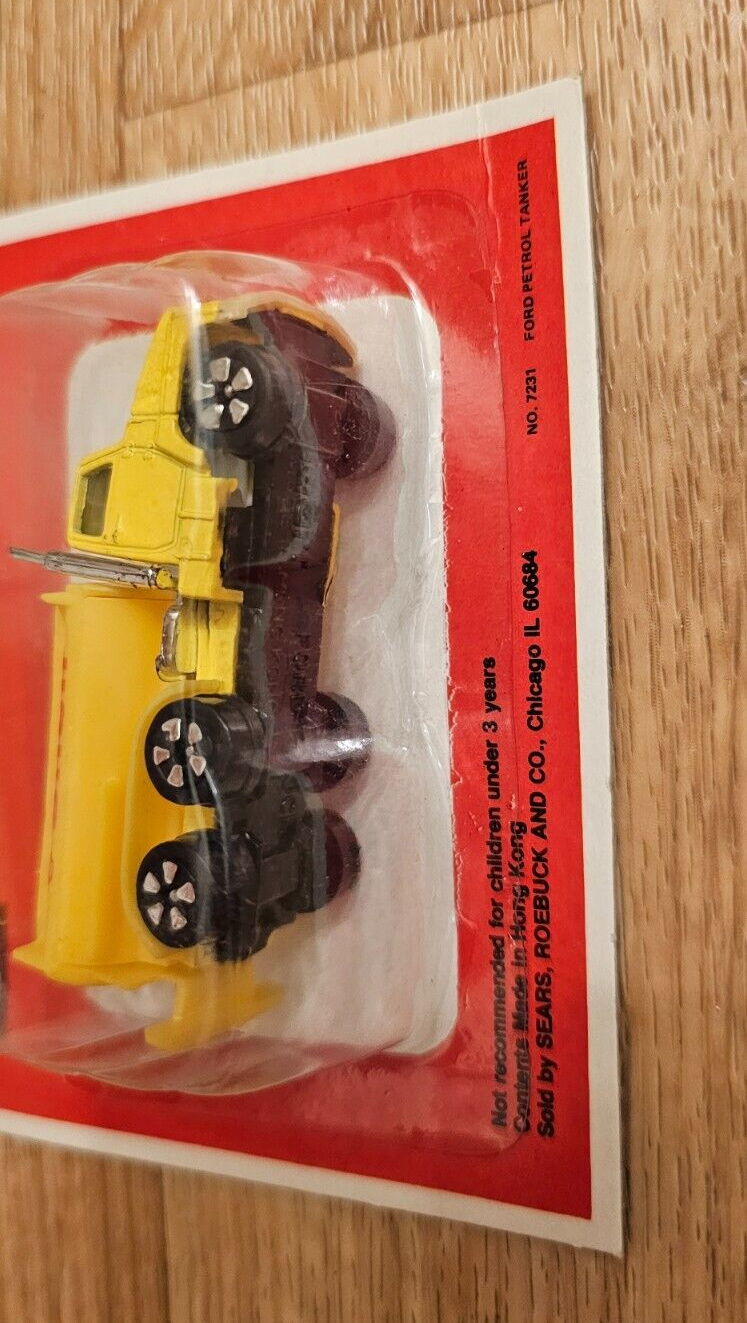 Not recommended for children under 3 years
Contents Made in Hong Kong
Sold by SEARS, ROEBUCK AND CO., Chicago IL 60684
NO. 7231 FORD PETROL TANKER